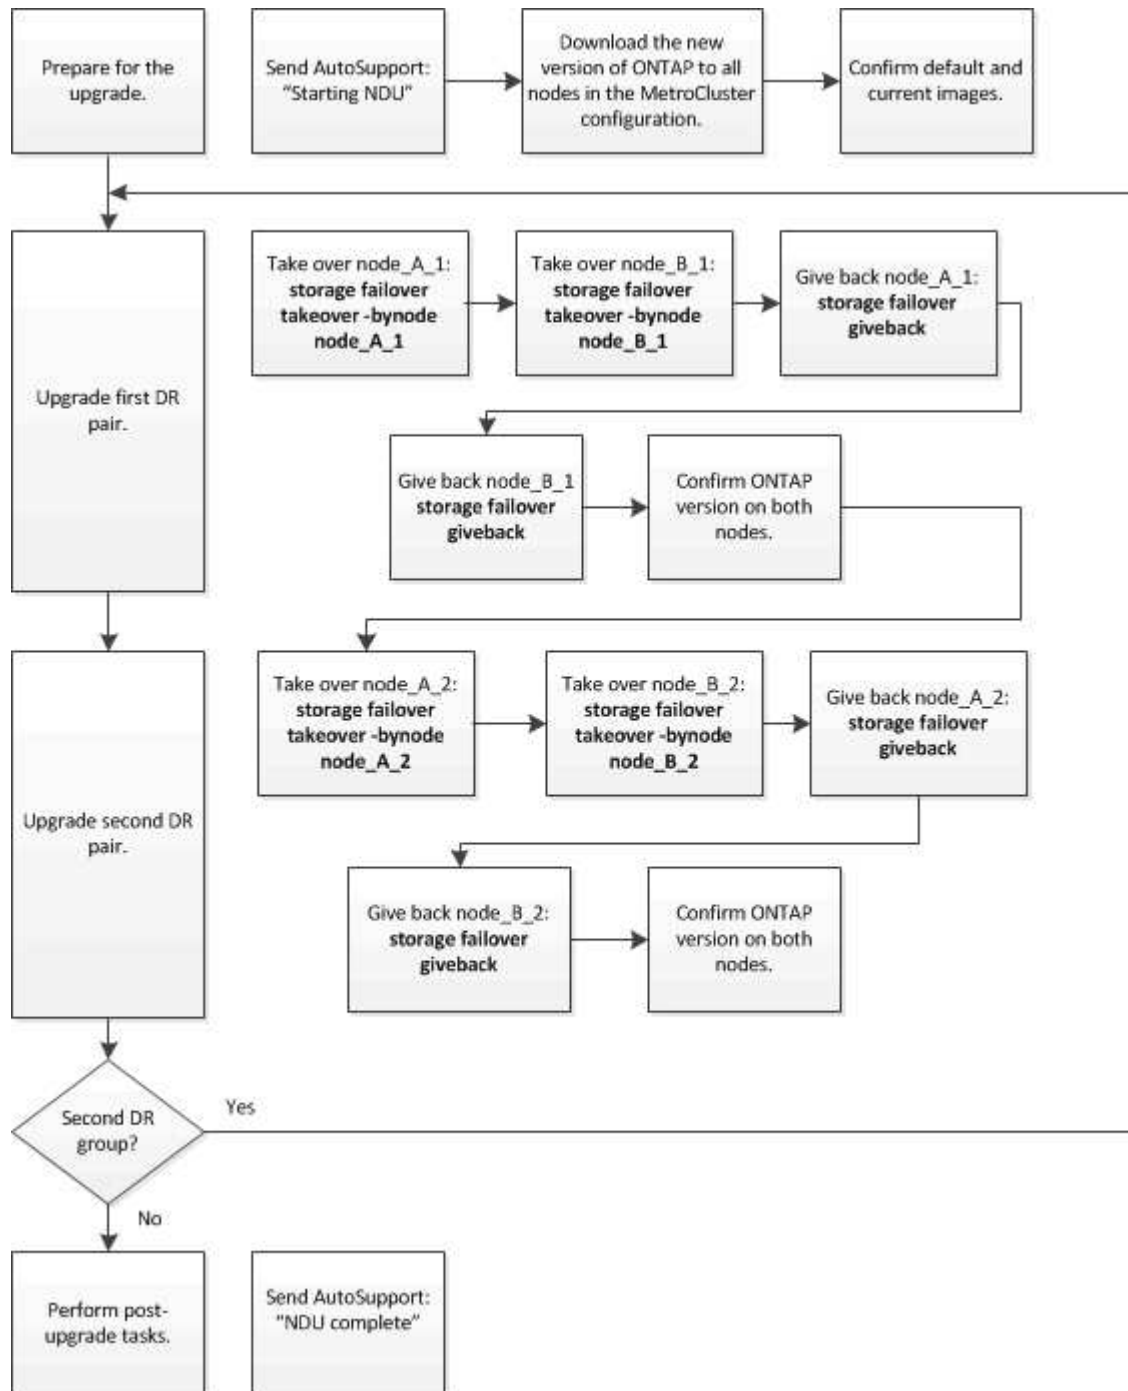 Prepare for the
upgrade.
Send AutoSupport:
“Starting NDU”
Download the new
version of ONTAP to all
nodes in the MetroCluster
configuration.
Confirm default and
current images.
Upgrade first DR
pair.
Take over node_A_1:
storage failover
takeover -bynode
node_A_1
Take over node_B_1:
storage failover
takeover -bynode
node_B_1
Give back node_A_1:
storage failover
giveback
Give back node_B_1
storage failover
giveback
Confirm ONTAP
version on both
nodes.
Upgrade second DR
pair.
Take over node_A_2:
storage failover
takeover -bynode
node_A_2
Take over node_B_2:
storage failover
takeover -bynode
node_B_2
Give back node_A_2:
storage failover
giveback
Give back node_B_2:
storage failover
giveback
Confirm ONTAP
version on both
nodes.
Second DR
group?
Yes
No
Perform post-
upgrade tasks.
Send AutoSupport:
“NDU complete”